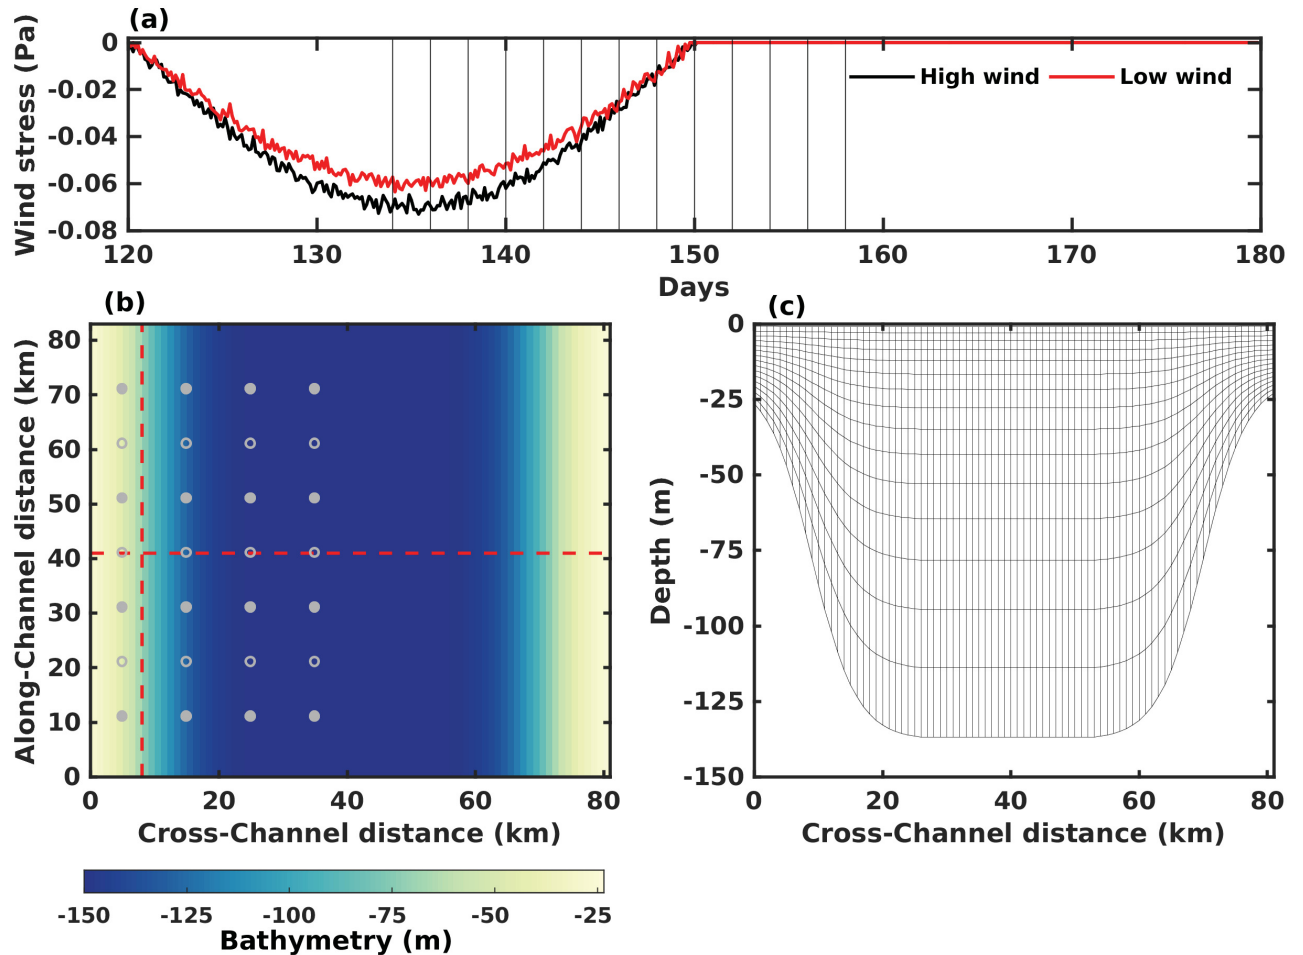 (a)
Wind stress (Pa)
0
-0.02
-0.04
-0.06
-0.08
High wind Low wind
120 130 140 150 160 170 180
Days
(b)
Along-Channel distance (km)
80
70
60
50
40
30
20
10
0
0 20 40 60 80
Cross-Channel distance (km)
-150 -125 -100 -75 -50 -25
Bathymetry (m)
(c)
Depth (m)
0
-25
-50
-75
-100
-125
-150
0 20 40 60 80
Cross-Channel distance (km)